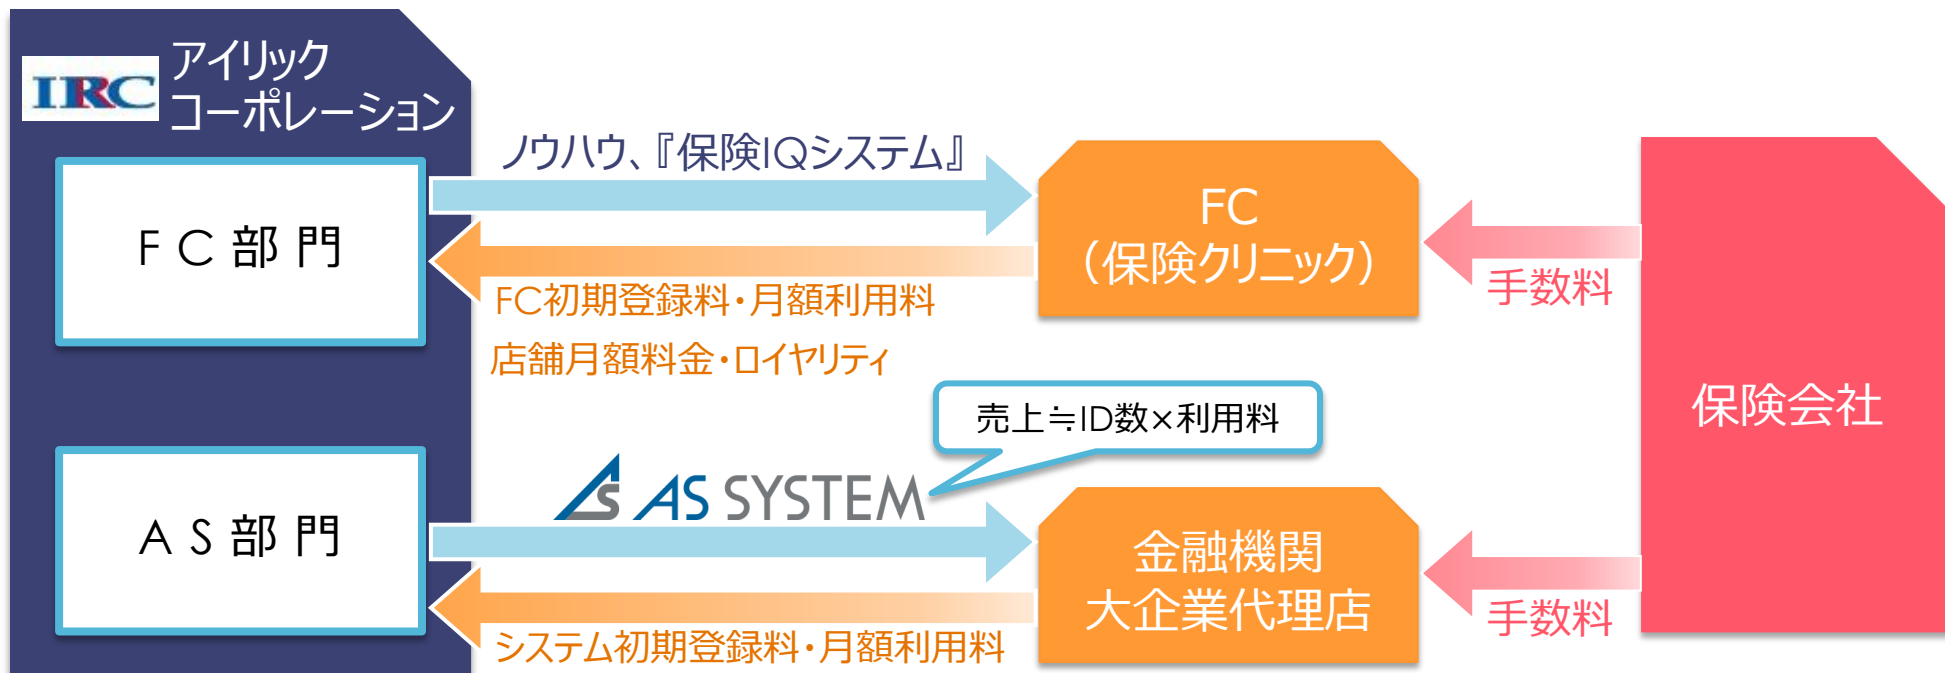 IRC
アイリック
コーポレーション
FC部門
ノウハウ、『保険IQシステム』
FC初期登録料・月額利用料
店舗月額料金・ロイヤリティ
FC
（保険クリニック）
手数料
保険会社
AS部門
売上≒ID数×利用料
AS SYSTEM
システム初期登録料・月額利用料
金融機関
大企業代理店
手数料